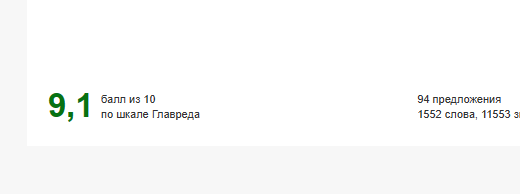 9,1 балл из 10
по шкале Главреда
94 предложения
1552 слова, 11553